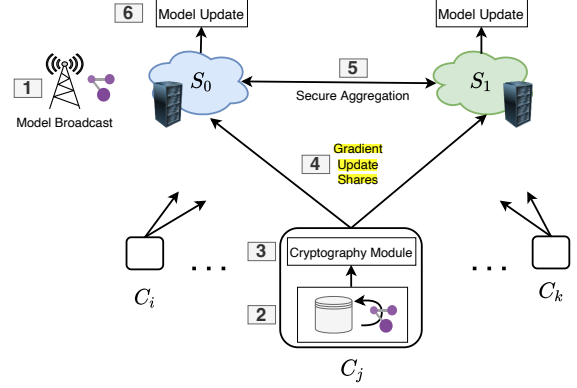 6
Model Update
Model Update
1
Model Broadcast
S0
5
Secure Aggregation
S1
4
Gradient
Update
Shares
3
Cryptography Module
2
. . .
. . .
Ci
Cj
Ck